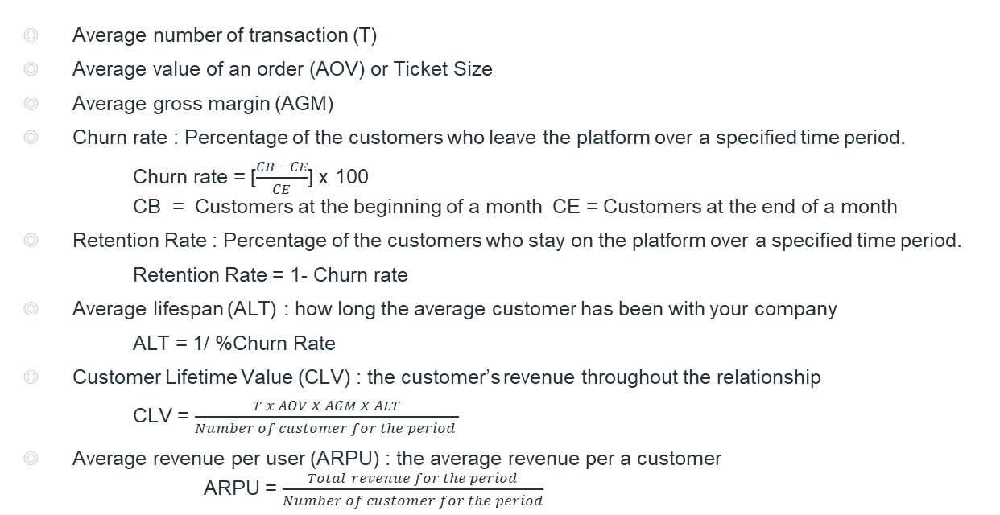 Average number of transaction (T)
Average value of an order (AOV) or Ticket Size
Average gross margin (AGM)
Churn rate : Percentage of the customers who leave the platform over a specified time period.
Churn rate = [(CB − CE)/CE] x 100
CB = Customers at the beginning of a month CE = Customers at the end of a month
Retention Rate : Percentage of the customers who stay on the platform over a specified time period.
Retention Rate = 1- Churn rate
Average lifespan (ALT) : how long the average customer has been with your company
ALT = 1/ %Churn Rate
Customer Lifetime Value (CLV) : the customer's revenue throughout the relationship
CLV = (T x AOV X AGM X ALT)/(Number of customer for the period)
Average revenue per user (ARPU) : the average revenue per a customer
ARPU = (Total revenue for the period)/(Number of customer for the period)